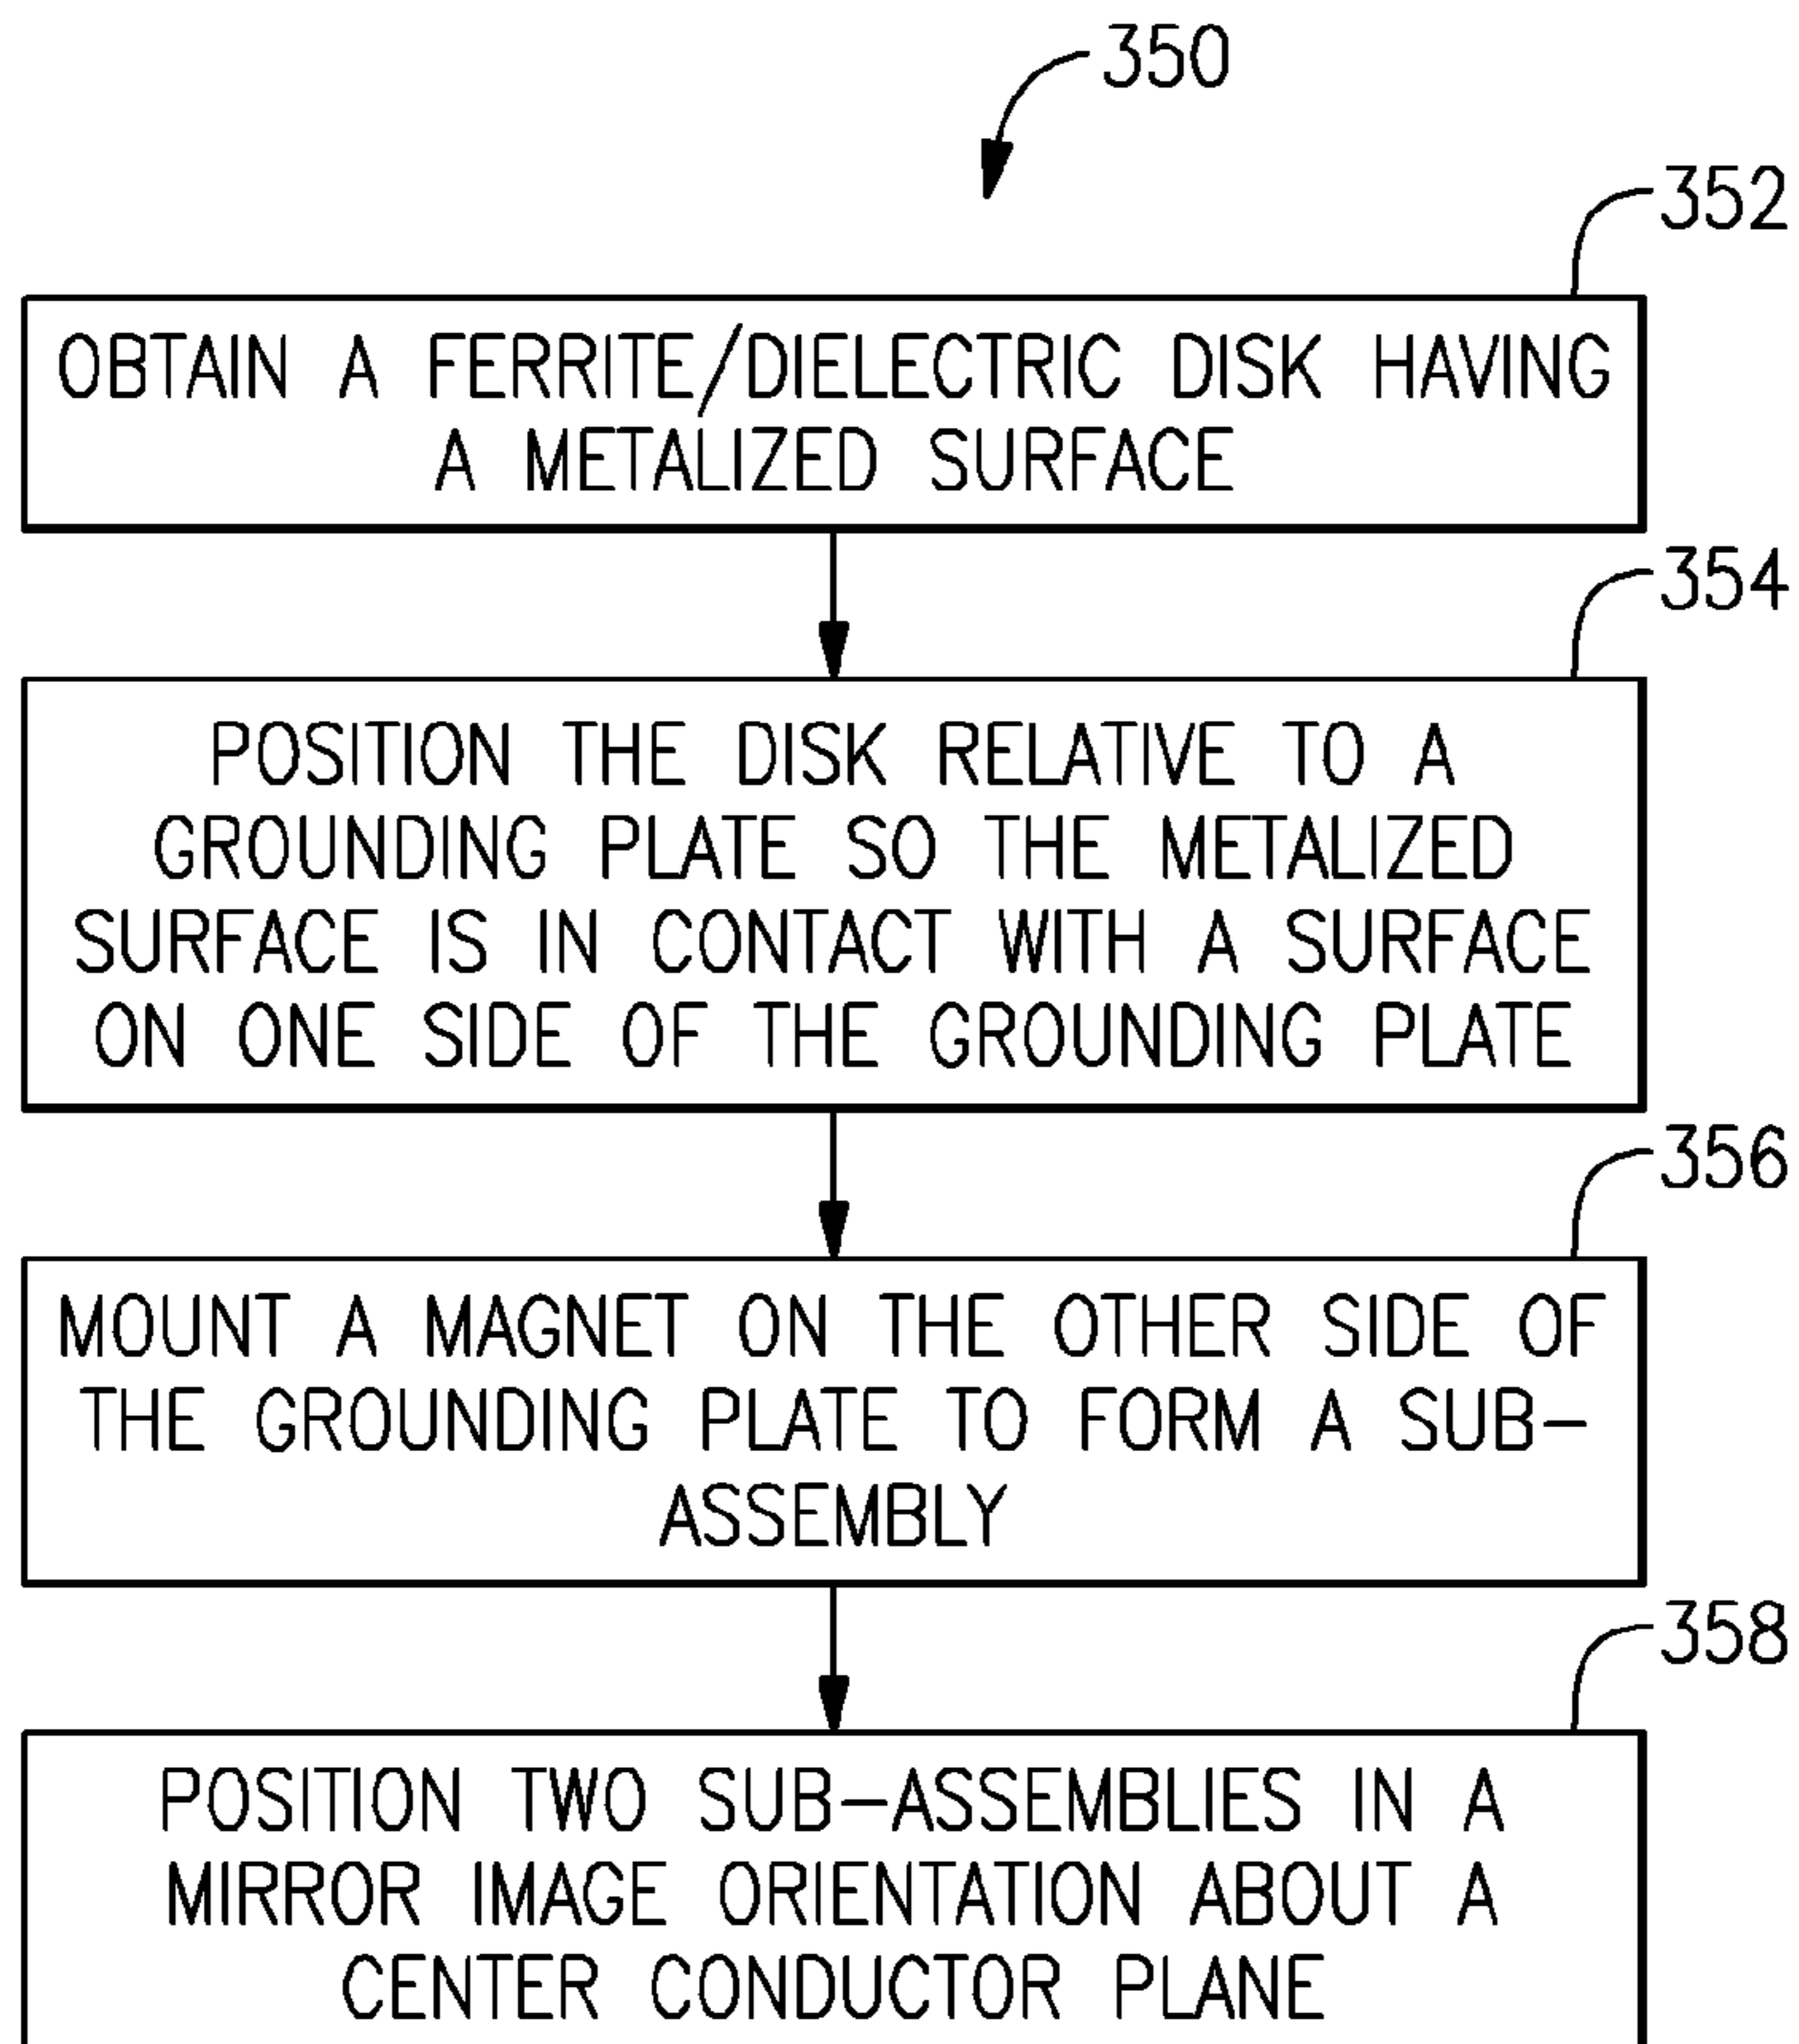 350
352
OBTAIN A FERRITE/DIELECTRIC DISK HAVING
A METALIZED SURFACE
354
POSITION THE DISK RELATIVE TO A
GROUNDING PLATE SO THE METALIZED
SURFACE IS IN CONTACT WITH A SURFACE
ON ONE SIDE OF THE GROUNDING PLATE
356
MOUNT A MAGNET ON THE OTHER SIDE OF
THE GROUNDING PLATE TO FORM A SUB-
ASSEMBLY
358
POSITION TWO SUB-ASSEMBLIES IN A
MIRROR IMAGE ORIENTATION ABOUT A
CENTER CONDUCTOR PLANE